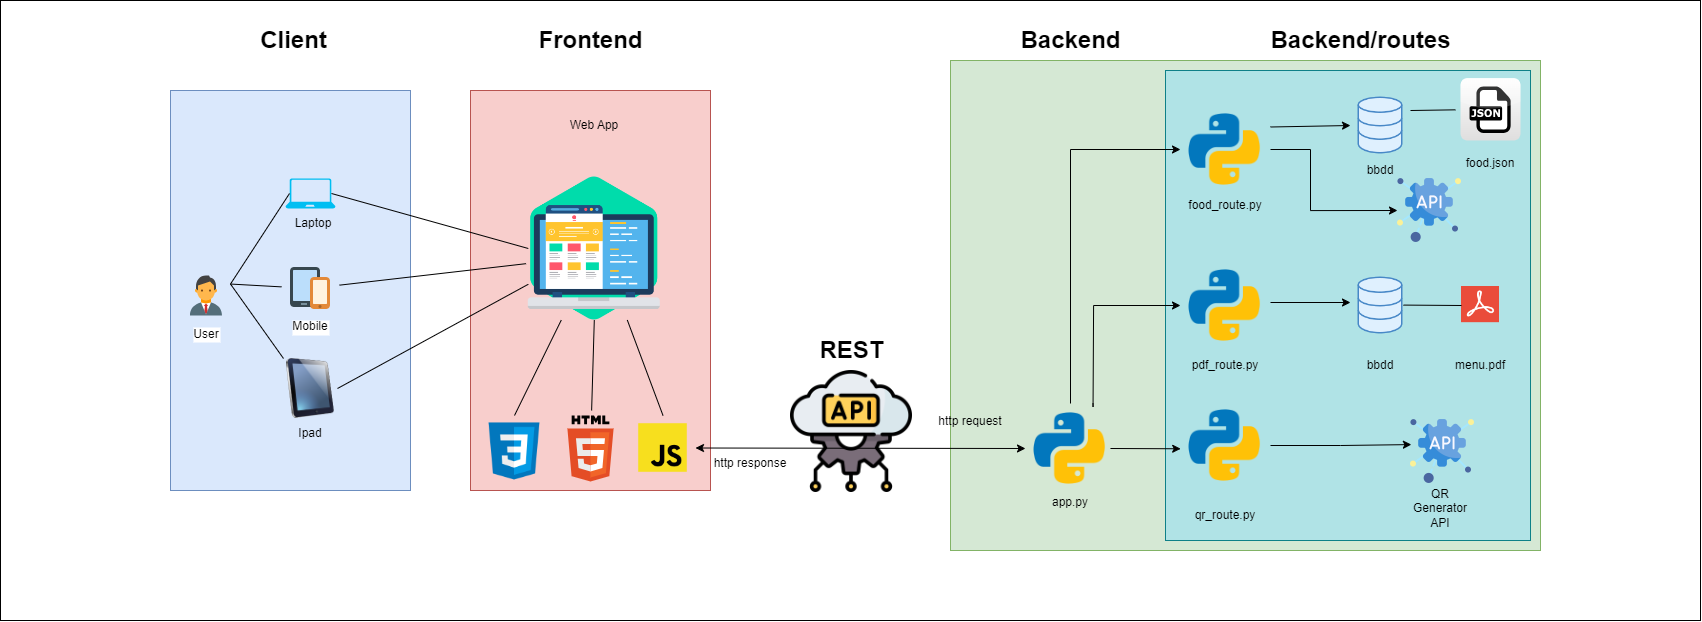 Client
Frontend
Backend
Backend/routes
Web App
Laptop
User
Mobile
Ipad
HTML
5
3
JS
REST
API
http response
http request
app.py
food_route.py
bbdd
JSON
food.json
API
pdf_route.py
bbdd
menu.pdf
qr_route.py
API
QR
Generator
API